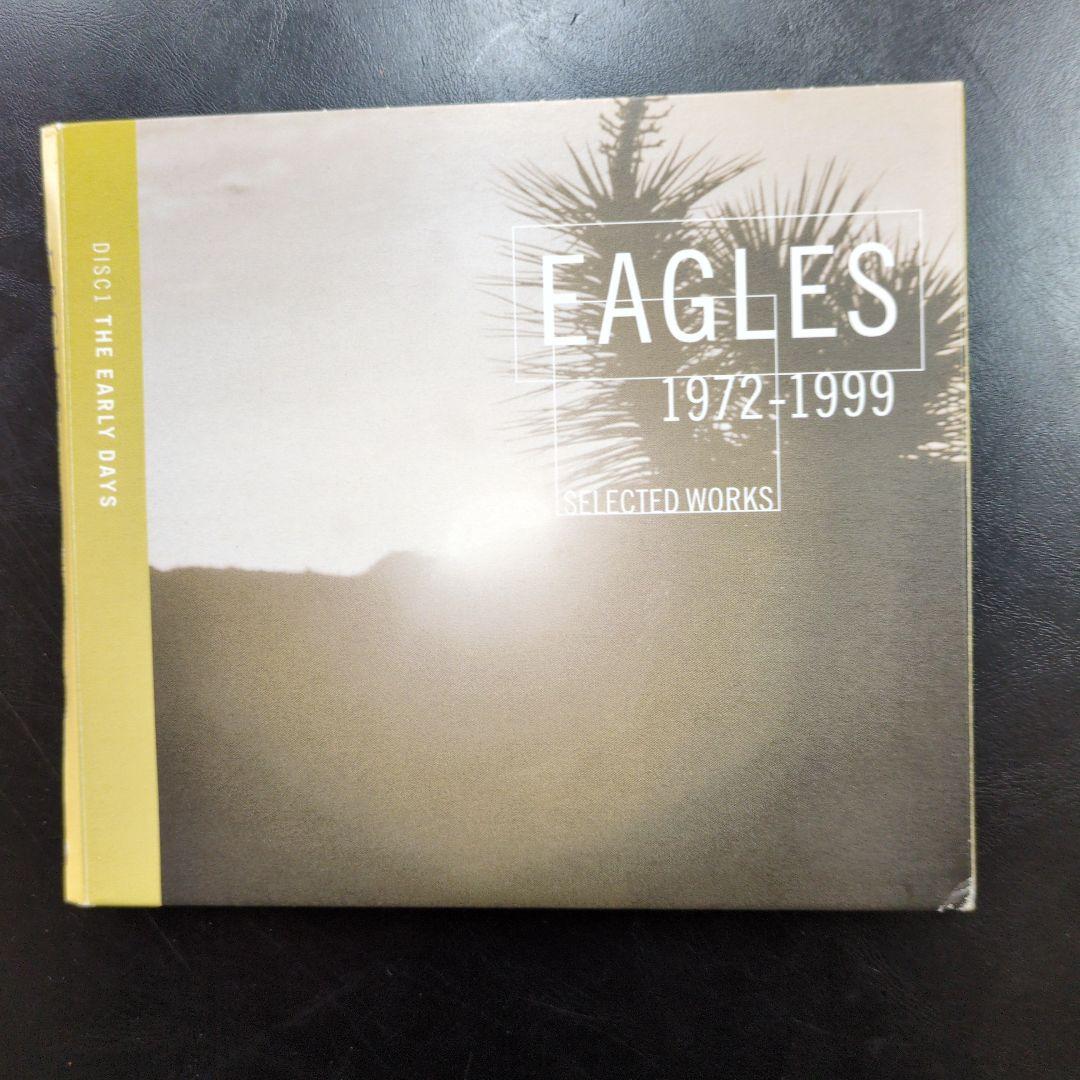 DISC1 THE EARLY DAYS
EAGLES
1972-1999
SELECTED WORKS